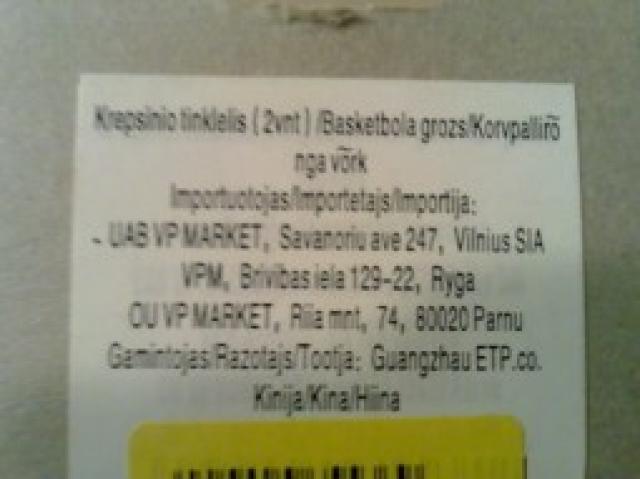 Krepsinio tinklelis ( 2vnt ) /Basketbola grozs/Korvpallirõ
nga võrk
Importuotojas/Importetajs/Importija:
- UAB VP MARKET, Savanoriu ave 247, Vilnius SIA
VPM, Brivibas iela 129-22, Ryga
OU VP MARKET, Riia mnt, 74, 80020 Parnu
Gamintojas/Razotajs/Tootja: Guangzhau ETP.co.
Kinija/Kina/Hiina